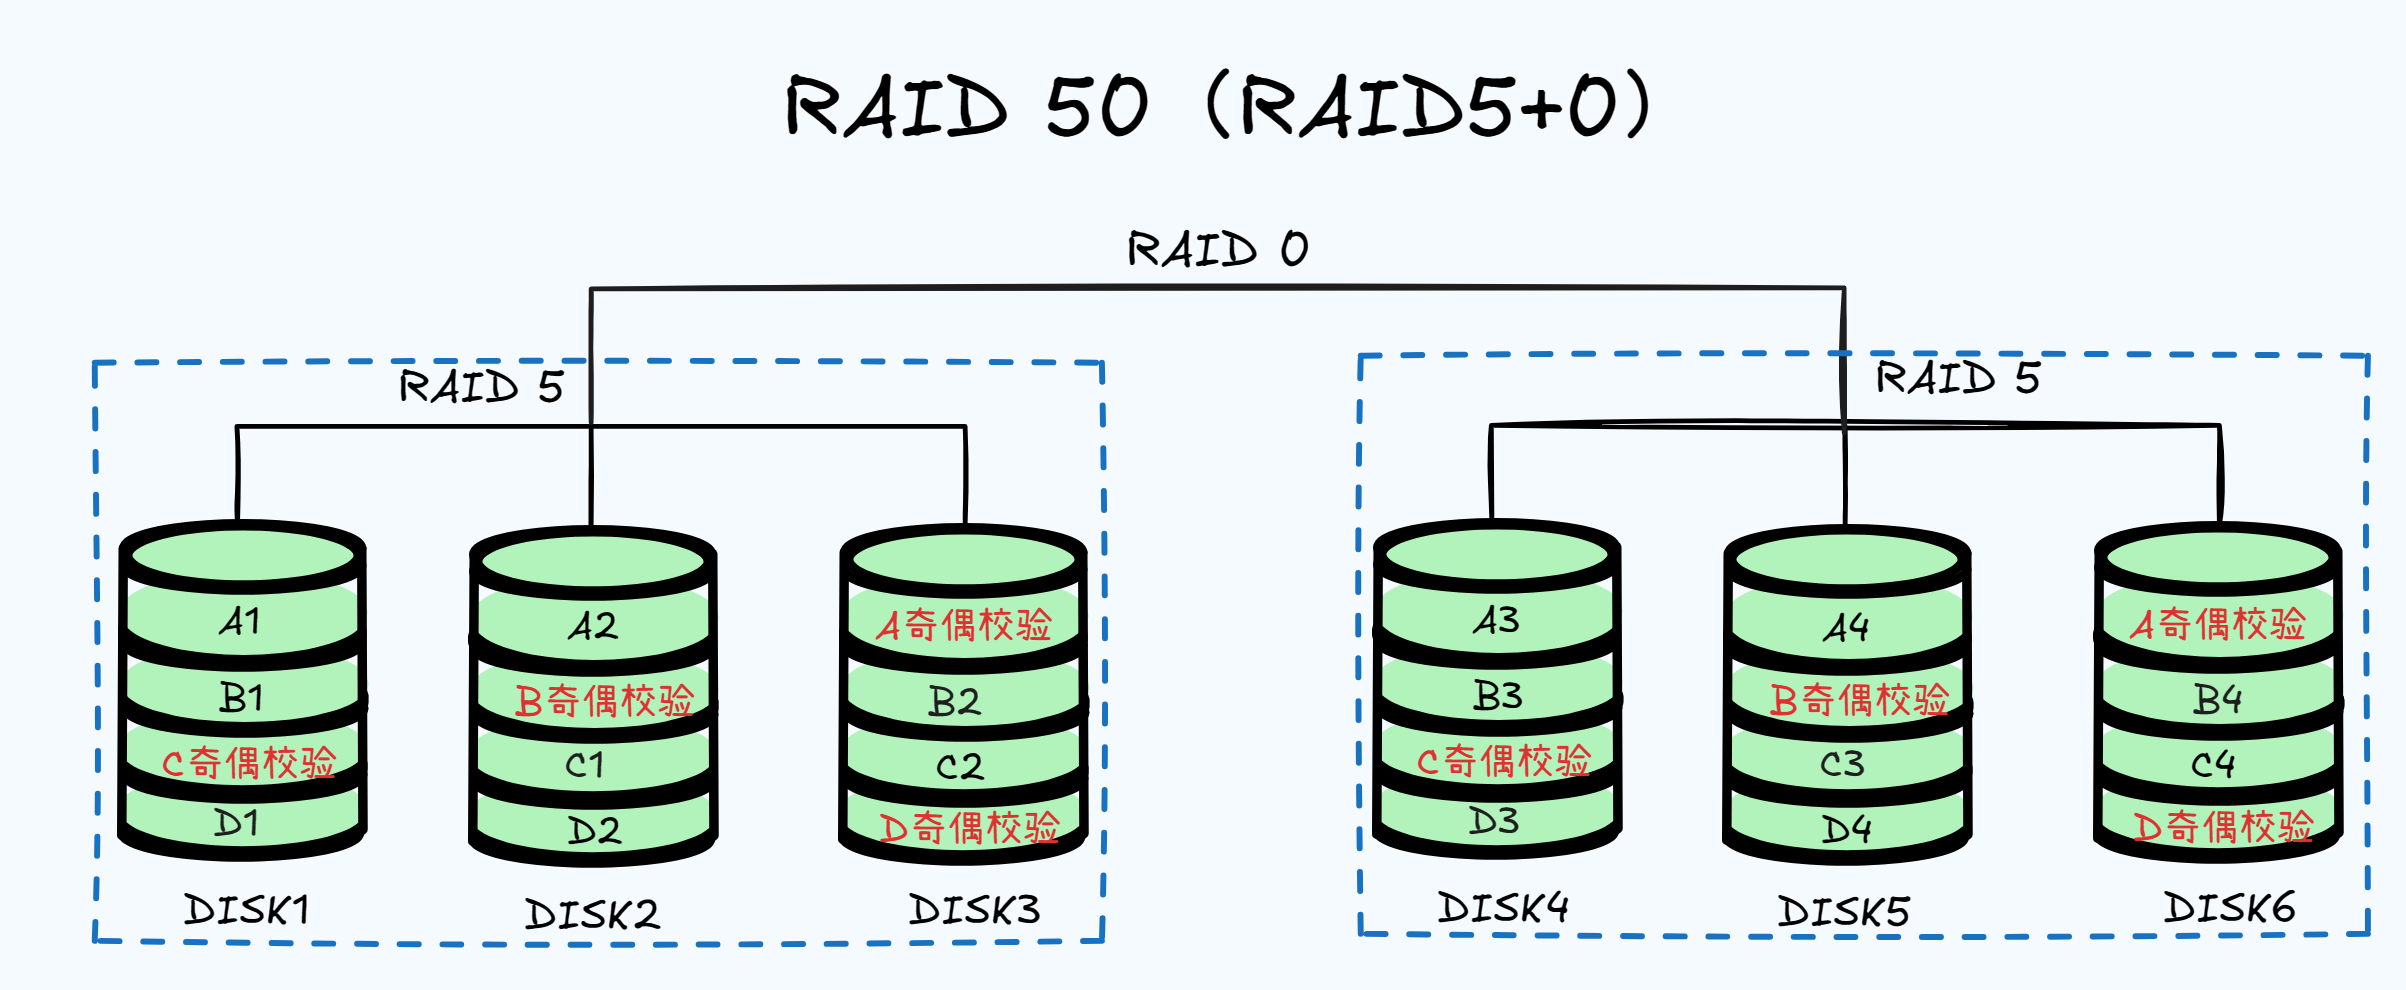 RAID 50 (RAID5+0)
RAID 0
RAID 5
RAID 5
A1
B1
C奇偶校验
D1
DISK1
A2
B奇偶校验
C1
D2
DISK2
A奇偶校验
B2
C2
D奇偶校验
DISK3
A3
B3
C奇偶校验
D3
DISK4
A4
B奇偶校验
C3
D4
DISK5
A奇偶校验
B4
C4
D奇偶校验
DISK6